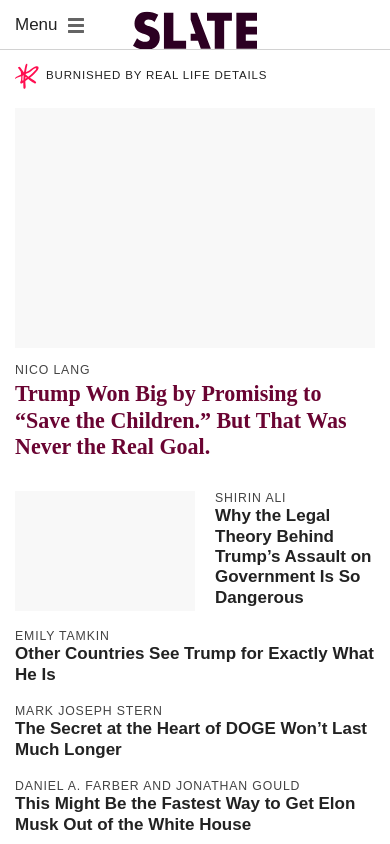 Menu
SLATE
BURNISHED BY REAL LIFE DETAILS
NICO LANG
Trump Won Big by Promising to
“Save the Children.” But That Was
Never the Real Goal.
SHIRIN ALI
Why the Legal
Theory Behind
Trump’s Assault on
Government Is So
Dangerous
EMILY TAMKIN
Other Countries See Trump for Exactly What
He Is
MARK JOSEPH STERN
The Secret at the Heart of DOGE Won’t Last
Much Longer
DANIEL A. FARBER AND JONATHAN GOULD
This Might Be the Fastest Way to Get Elon
Musk Out of the White House